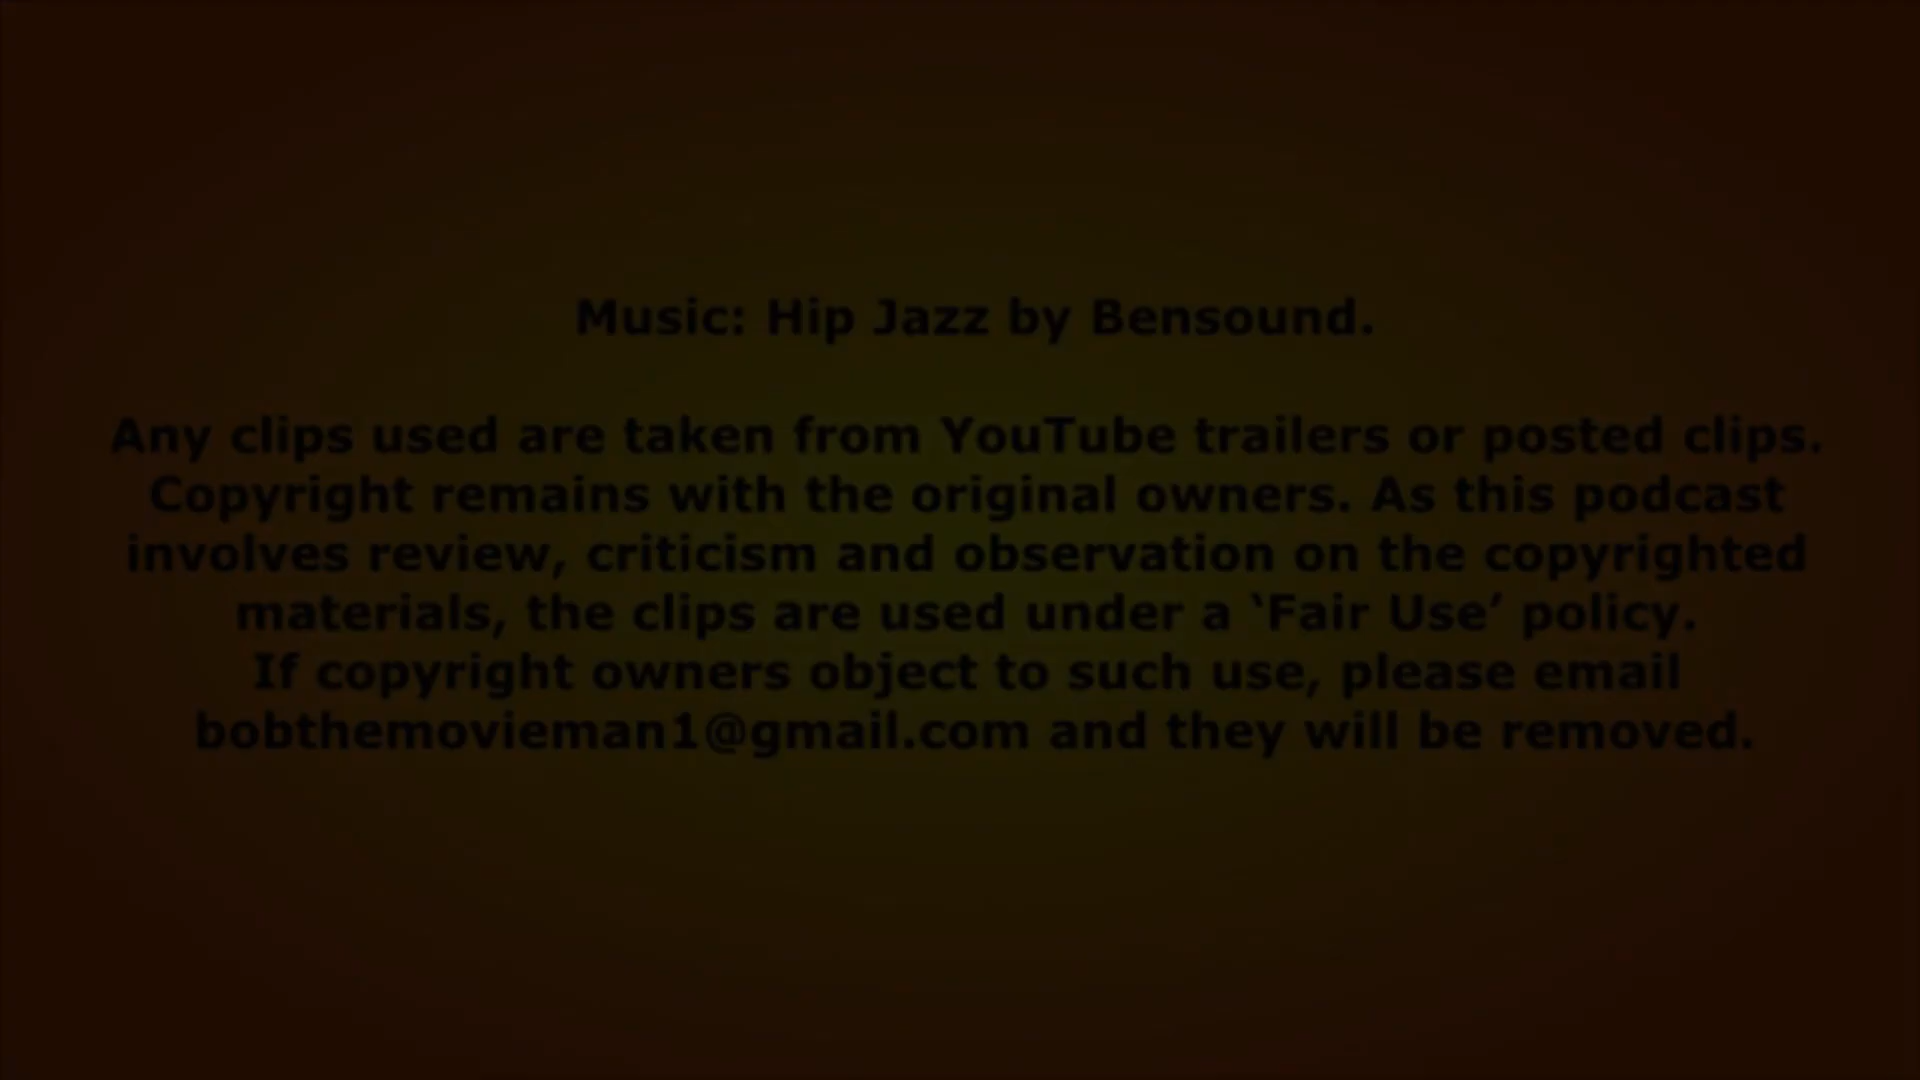 Music: Hip Jazz by Bensound.
Any clips used are taken from YouTube trailers or posted clips.
Copyright remains with the original owners. As this podcast
involves review, criticism and observation on the copyrighted
materials, the clips are used under a ‘Fair Use’ policy.
If copyright owners object to such use, please email
bobthemovieman1@gmail.com and they will be removed.